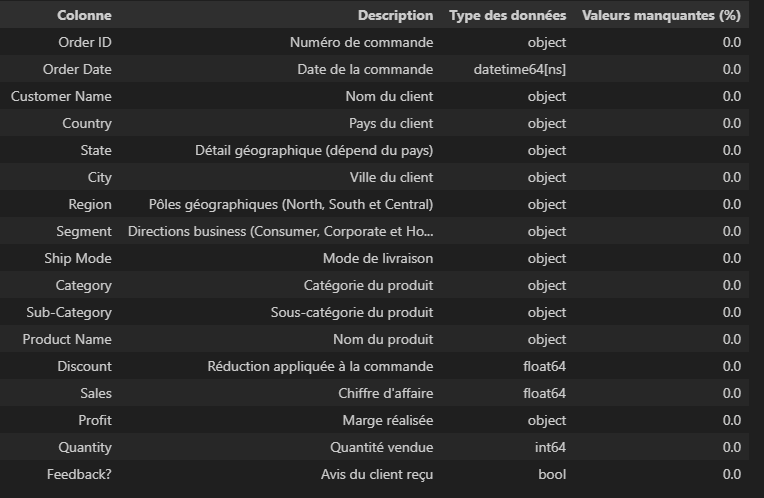 Colonne Description Type des données Valeurs manquantes (%)
Order ID Numéro de commande object 0.0
Order Date Date de la commande datetime64[ns] 0.0
Customer Name Nom du client object 0.0
Country Pays du client object 0.0
State Détail géographique (dépend du pays) object 0.0
City Ville du client object 0.0
Region Pôles géographiques (North, South et Central) object 0.0
Segment Directions business (Consumer, Corporate et Ho... object 0.0
Ship Mode Mode de livraison object 0.0
Category Catégorie du produit object 0.0
Sub-Category Sous-catégorie du produit object 0.0
Product Name Nom du produit object 0.0
Discount Réduction appliquée à la commande float64 0.0
Sales Chiffre d'affaire float64 0.0
Profit Marge réalisée object 0.0
Quantity Quantité vendue int64 0.0
Feedback? Avis du client reçu bool 0.0